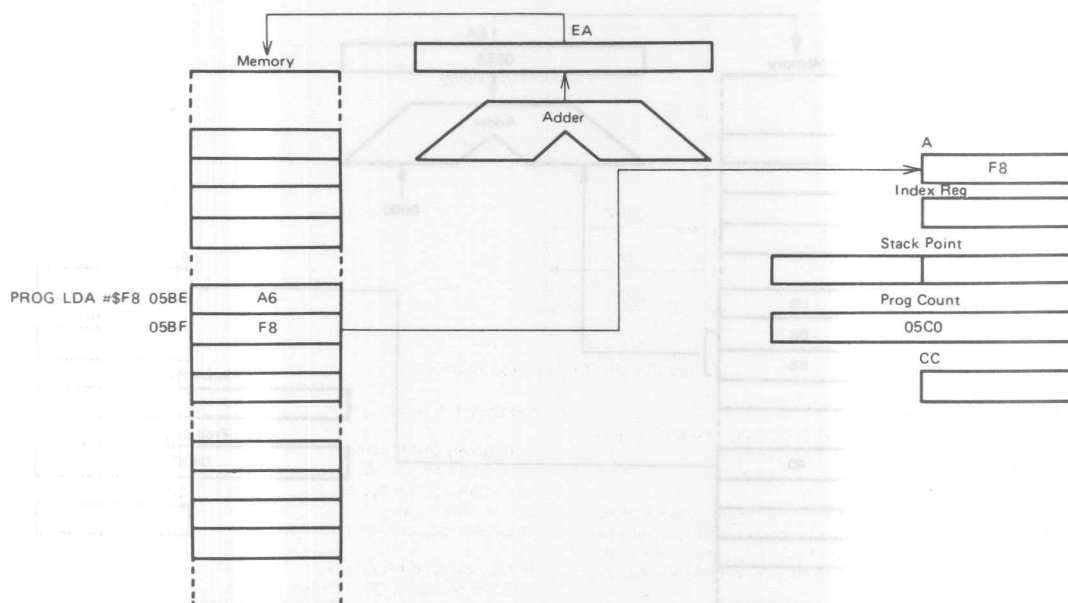 EA
Memory
Adder
A
F8
Index Reg
Stack Point
PROG LDA #$F8 05BE A6
Prog Count
05BF F8
05C0
CC